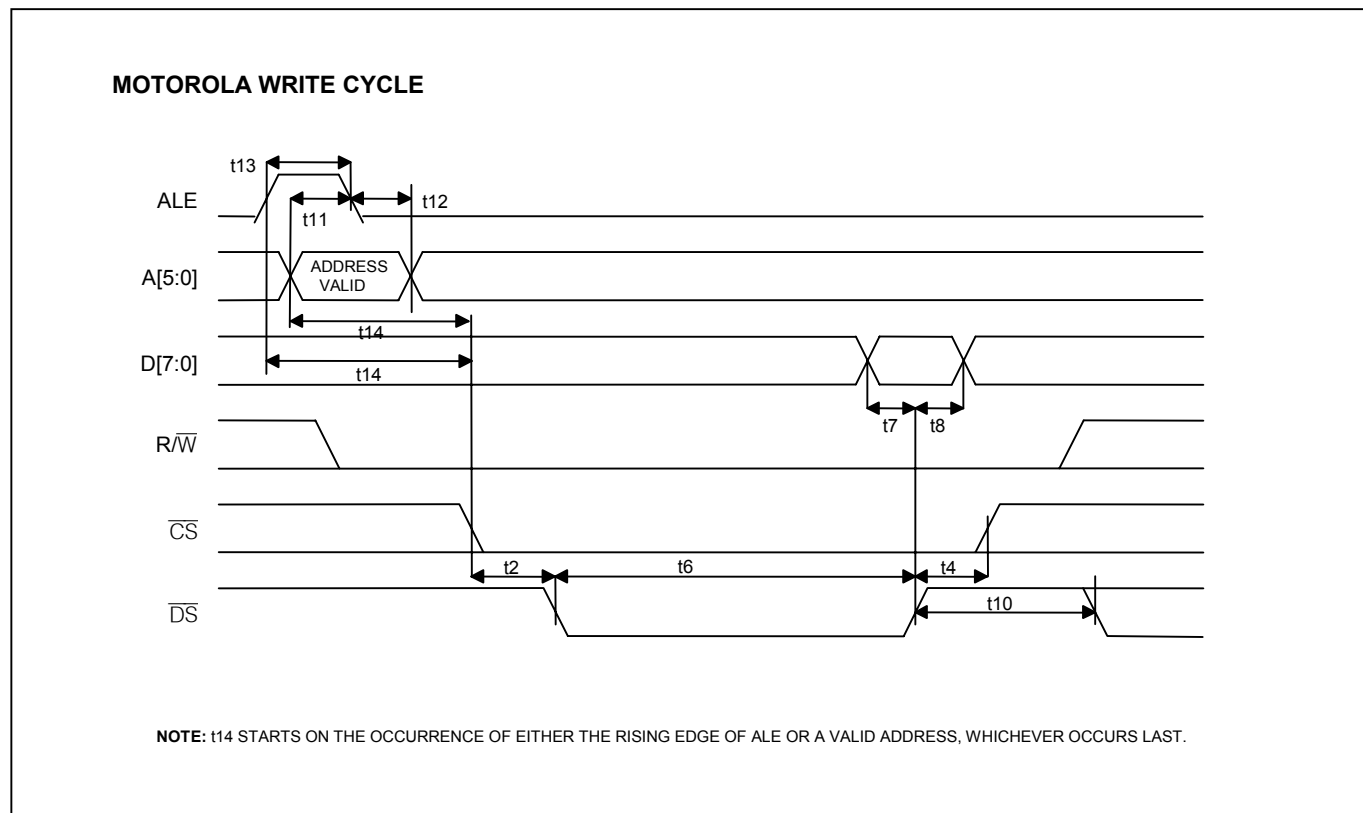 MOTOROLA WRITE CYCLE
t13
ALE
t11
t12
A[5:0]
ADDRESS
VALID
t14
D[7:0]
t14
t7
t8
R/W̅
C̅S̅
t2
t6
t4
D̅S̅
t10
NOTE: t14 STARTS ON THE OCCURRENCE OF EITHER THE RISING EDGE OF ALE OR A VALID ADDRESS, WHICHEVER OCCURS LAST.